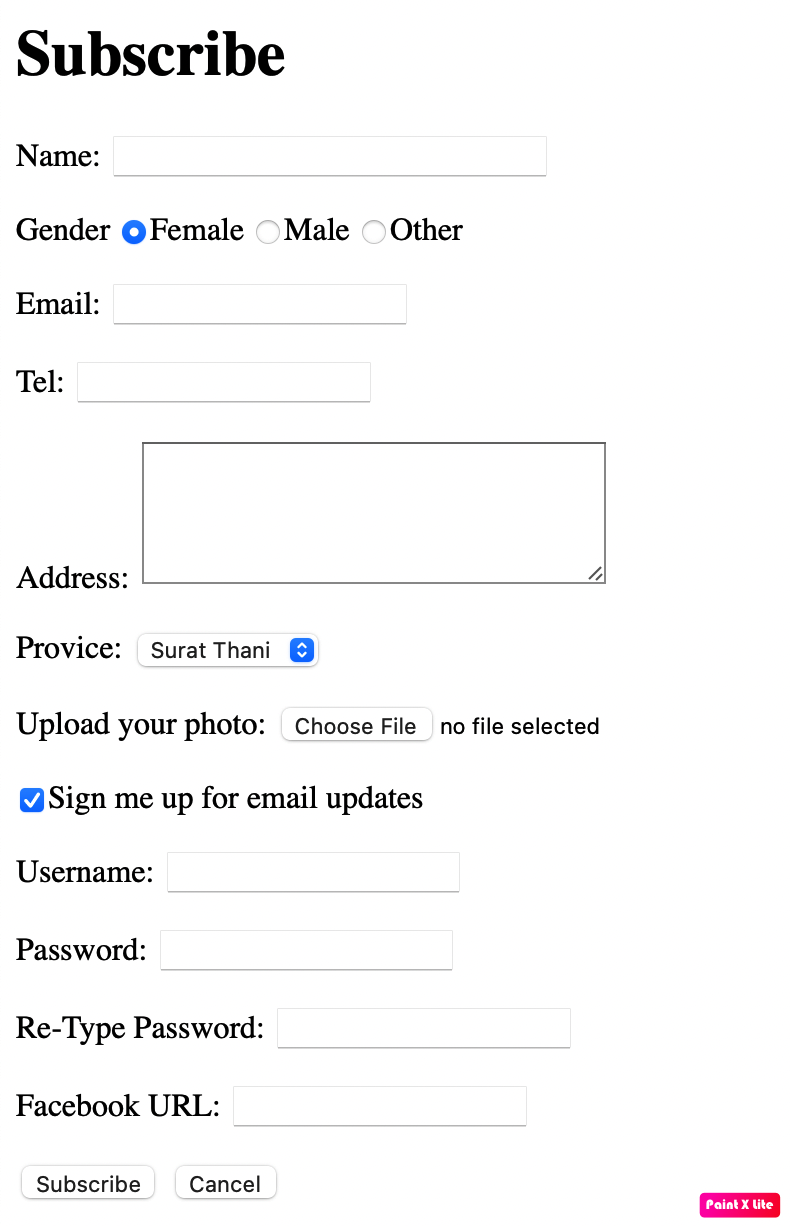 Subscribe
Name:
Gender Female Male Other
Email:
Tel:
Address:
Provice: Surat Thani
Upload your photo: Choose File no file selected
Sign me up for email updates
Username:
Password:
Re-Type Password:
Facebook URL:
Subscribe Cancel
Paint X Lite